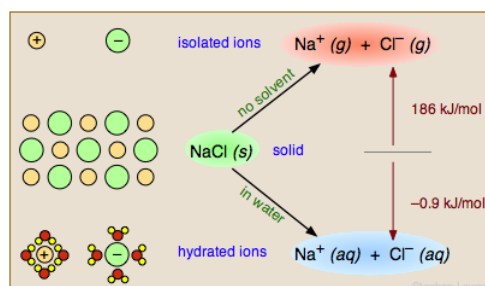 + − isolated ions Na⁺ (g) + Cl⁻ (g)
no solvent
186 kJ/mol
NaCl (s) solid
in water
−0.9 kJ/mol
+ − hydrated ions Na⁺ (aq) + Cl⁻ (aq)